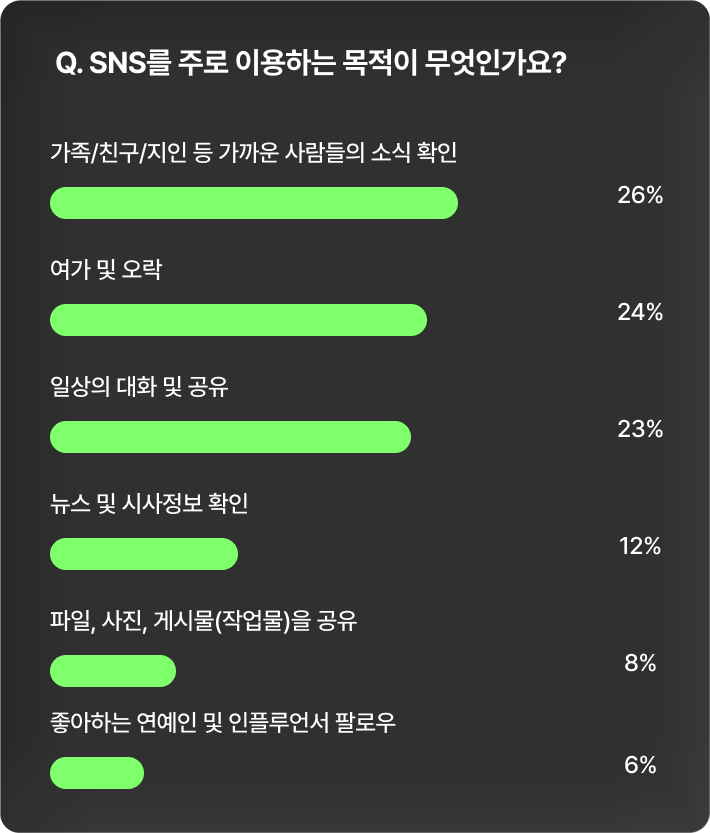 Q. SNS를 주로 이용하는 목적이 무엇인가요?
가족/친구/지인 등 가까운 사람들의 소식 확인
26%
여가 및 오락
24%
일상의 대화 및 공유
23%
뉴스 및 시사정보 확인
12%
파일, 사진, 게시물(작업물)을 공유
8%
좋아하는 연예인 및 인플루언서 팔로우
6%